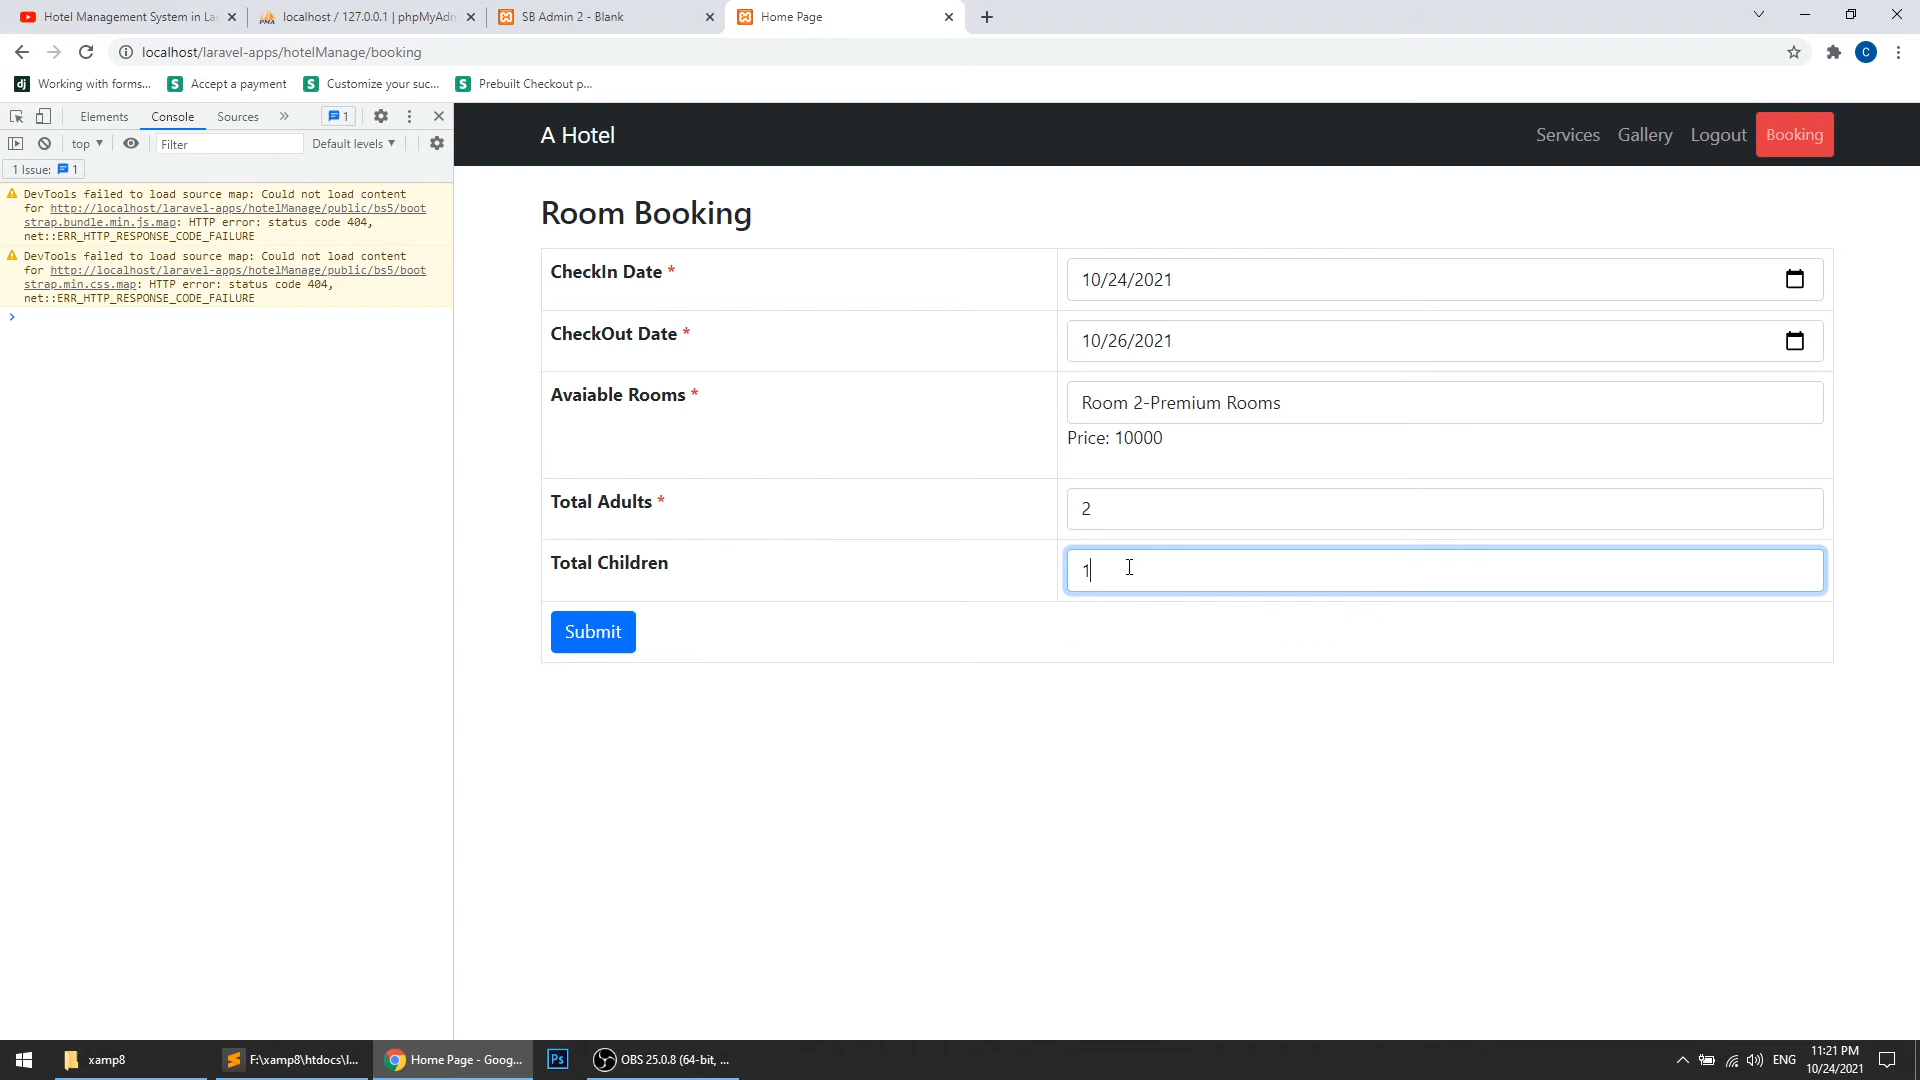 Hotel Management System in La
localhost / 127.0.0.1 | phpMyAdm
SB Admin 2 - Blank
Home Page
localhost/laravel-apps/hotelManage/booking
C
dj Working with forms...
S Accept a payment
S Customize your suc...
S Prebuilt Checkout p...
Elements
Console
Sources
1
top
Filter
Default levels
1 Issue: 1
DevTools failed to load source map: Could not load content
for http://localhost/laravel-apps/hotelManage/public/bs5/boot
strap.bundle.min.js.map: HTTP error: status code 404,
net::ERR_HTTP_RESPONSE_CODE_FAILURE
DevTools failed to load source map: Could not load content
for http://localhost/laravel-apps/hotelManage/public/bs5/boot
strap.min.css.map: HTTP error: status code 404,
net::ERR_HTTP_RESPONSE_CODE_FAILURE
A Hotel
Services
Gallery
Logout
Booking
Room Booking
CheckIn Date *
10/24/2021
CheckOut Date *
10/26/2021
Avaiable Rooms *
Room 2-Premium Rooms
Price: 10000
Total Adults *
2
Total Children
1
Submit
xamp8
F:\xamp8\htdocs\l...
Home Page - Goog...
Ps
OBS 25.0.8 (64-bit, ...
ENG
11:21 PM
10/24/2021